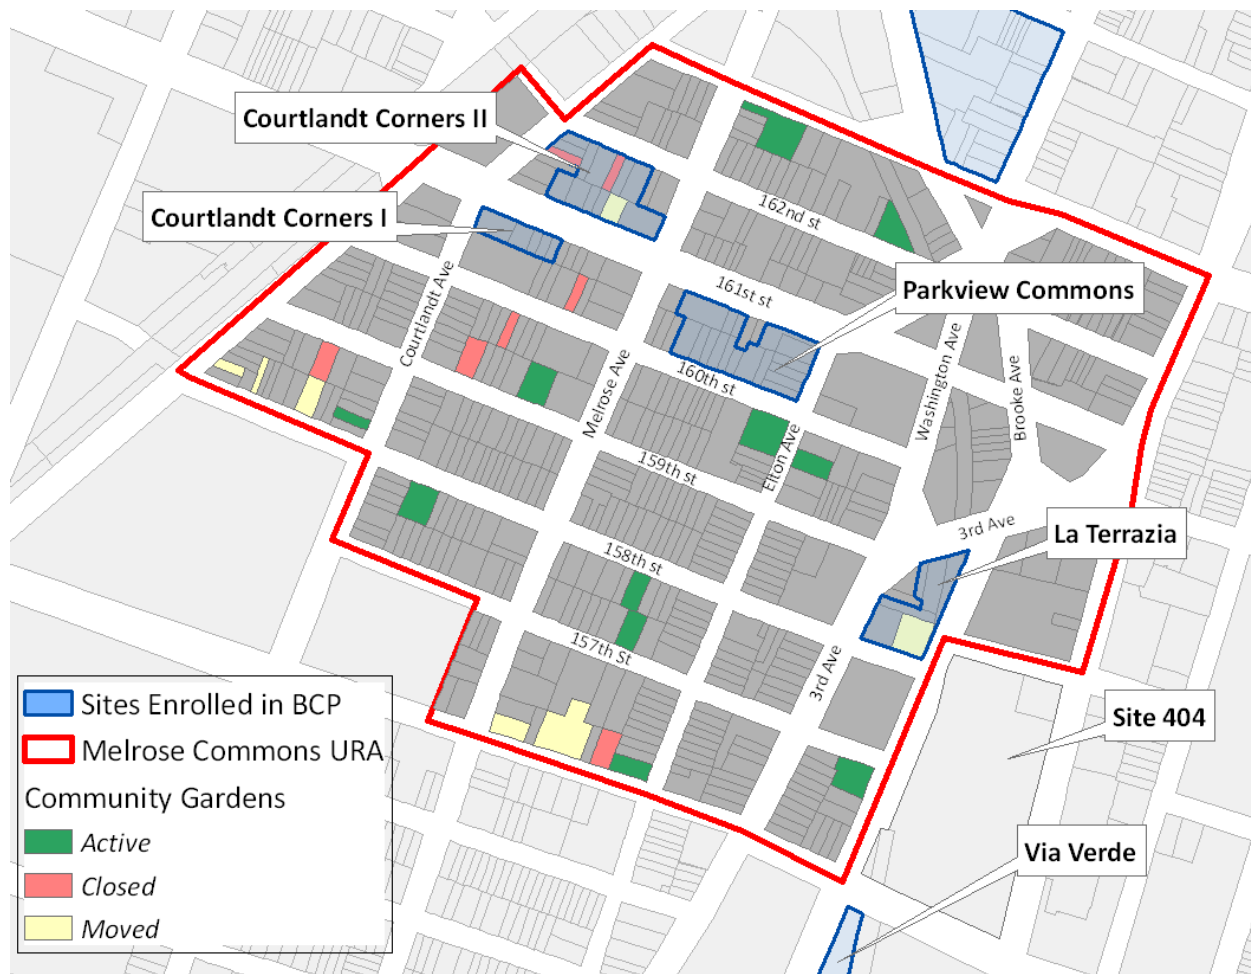 Courtlandt Corners II
Courtlandt Corners I
162nd st
Parkview Commons
161st st
Courtlandt Ave
Melrose Ave
160th st
Washington Ave
Brooke Ave
Elton Ave
159th st
3rd Ave
La Terrazia
158th st
157th St
3rd Ave
Sites Enrolled in BCP
Melrose Commons URA
Community Gardens
Active
Closed
Moved
Site 404
Via Verde